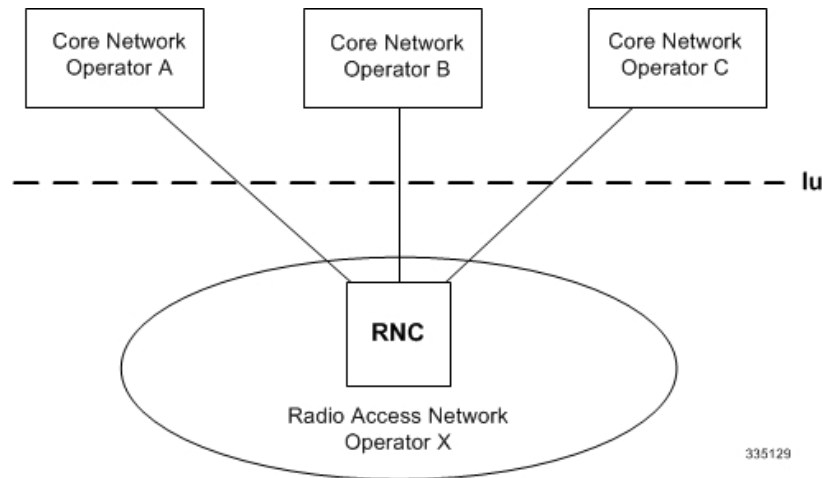 Core Network
Operator A
Core Network
Operator B
Core Network
Operator C
Iu
RNC
Radio Access Network
Operator X
335129